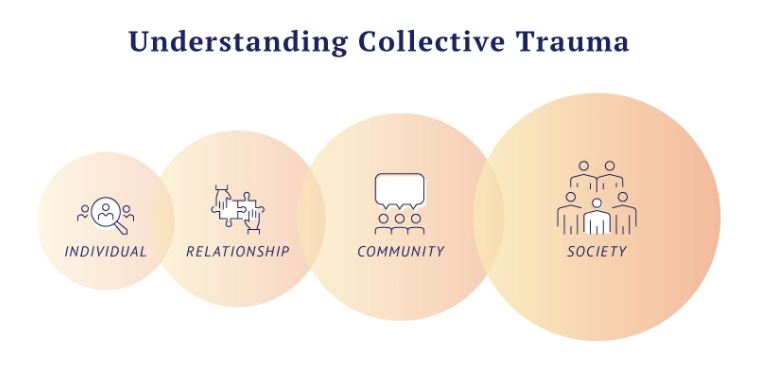 Understanding Collective Trauma
INDIVIDUAL
RELATIONSHIP
COMMUNITY
SOCIETY